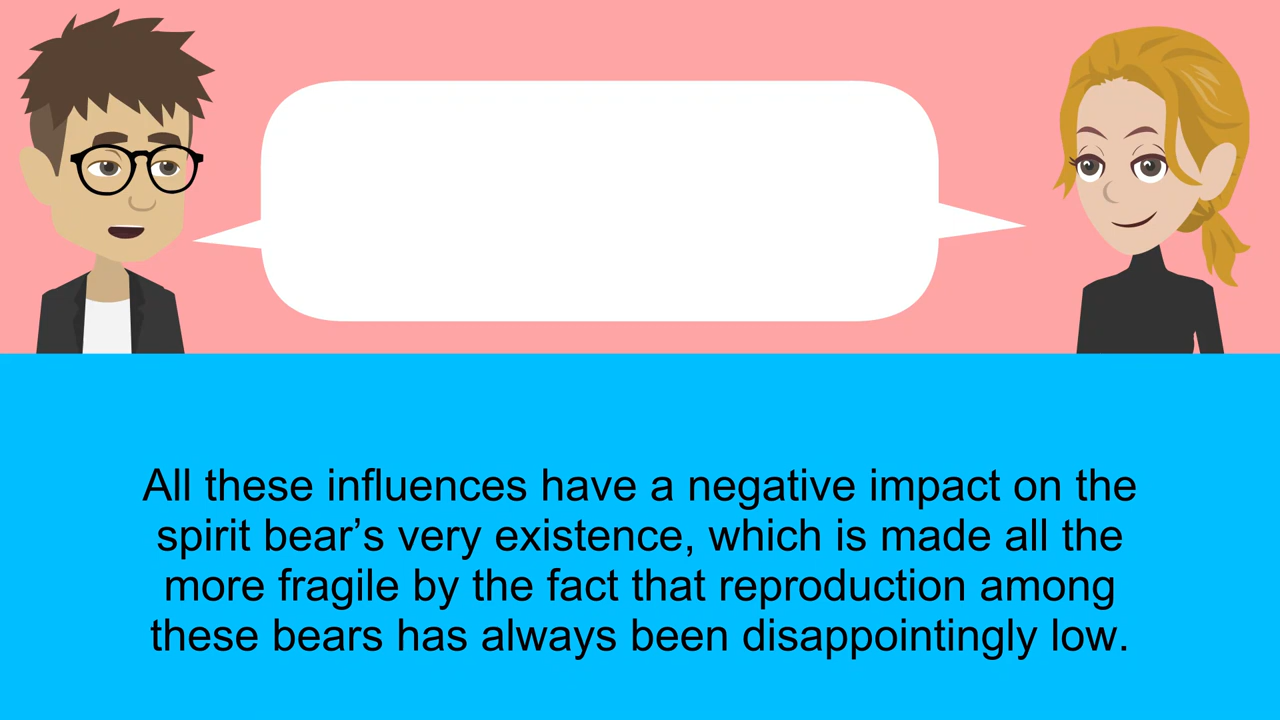 All these influences have a negative impact on the
spirit bear’s very existence, which is made all the
more fragile by the fact that reproduction among
these bears has always been disappointingly low.